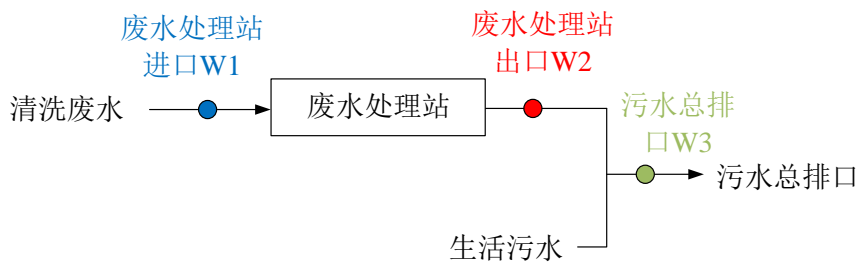 废水处理站
进口W1
废水处理站
出口W2
清洗废水
废水处理站
污水总排
口W3
污水总排口
生活污水